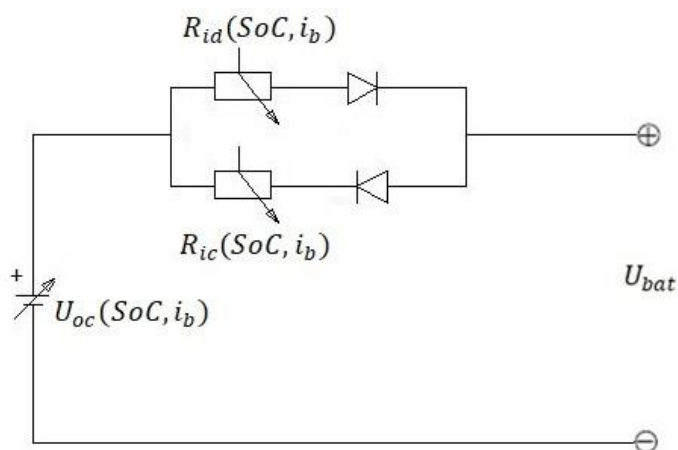 R_id(SoC, i_b)
R_ic(SoC, i_b)
+
U_oc(SoC, i_b)
U_bat